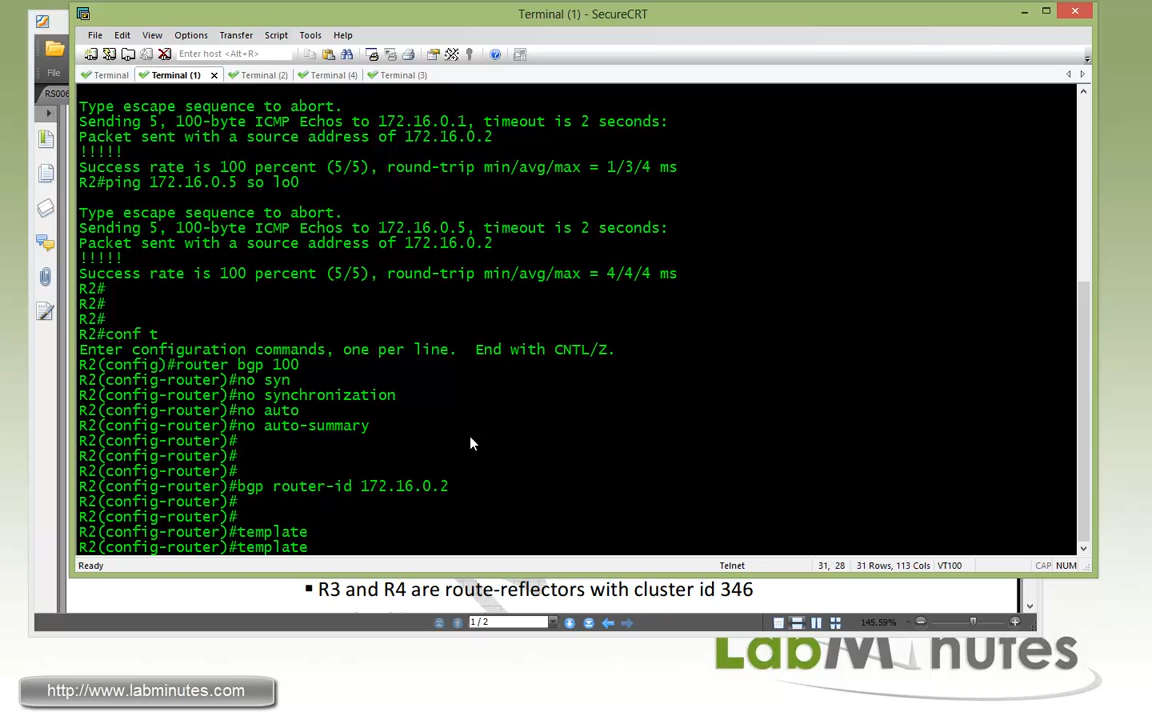 Terminal (1) - SecureCRT
File Edit View Options Transfer Script Tools Help
Enter host <Alt+R>
File
Terminal Terminal (1) Terminal (2) Terminal (4) Terminal (3)
RS006
Type escape sequence to abort.
Sending 5, 100-byte ICMP Echos to 172.16.0.1, timeout is 2 seconds:
Packet sent with a source address of 172.16.0.2
!!!!!
Success rate is 100 percent (5/5), round-trip min/avg/max = 1/3/4 ms
R2#ping 172.16.0.5 so lo0
Type escape sequence to abort.
Sending 5, 100-byte ICMP Echos to 172.16.0.5, timeout is 2 seconds:
Packet sent with a source address of 172.16.0.2
!!!!!
Success rate is 100 percent (5/5), round-trip min/avg/max = 4/4/4 ms
R2#
R2#
R2#
R2#conf t
Enter configuration commands, one per line.  End with CNTL/Z.
R2(config)#router bgp 100
R2(config-router)#no syn
R2(config-router)#no synchronization
R2(config-router)#no auto
R2(config-router)#no auto-summary
R2(config-router)#
R2(config-router)#
R2(config-router)#
R2(config-router)#bgp router-id 172.16.0.2
R2(config-router)#
R2(config-router)#
R2(config-router)#template
R2(config-router)#template
Ready Telnet 31, 28 31 Rows, 113 Cols VT100 CAP NUM
▪ R3 and R4 are route-reflectors with cluster id 346
1 / 2 145.59%
LabMinutes
http://www.labminutes.com